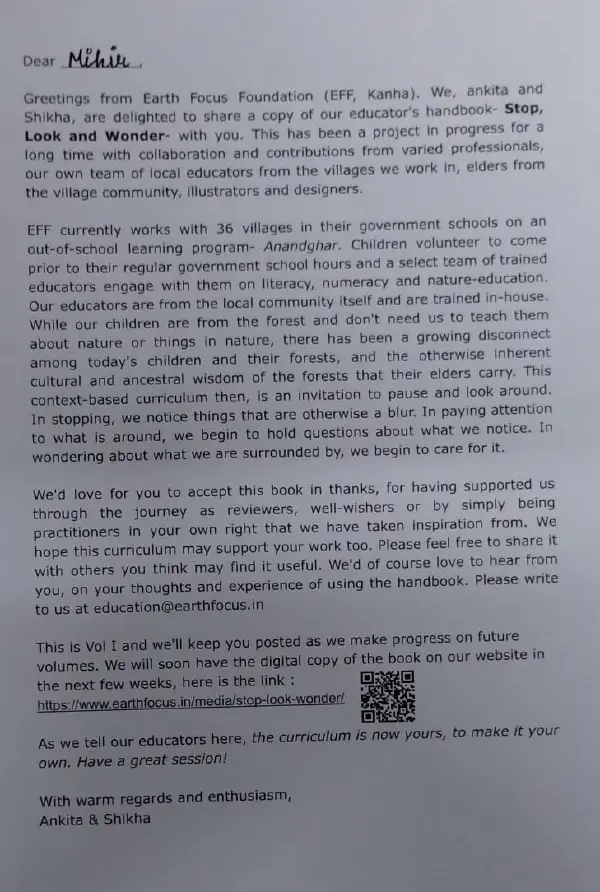 Dear Mihir,
Greetings from Earth Focus Foundation (EFF, Kanha). We, ankita and
Shikha, are delighted to share a copy of our educator's handbook- Stop,
Look and Wonder- with you. This has been a project in progress for a
long time with collaboration and contributions from varied professionals,
our own team of local educators from the villages we work in, elders from
the village community, illustrators and designers.
EFF currently works with 36 villages in their government schools on an
out-of-school learning program- Anandghar. Children volunteer to come
prior to their regular government school hours and a select team of trained
educators engage with them on literacy, numeracy and nature-education.
Our educators are from the local community itself and are trained in-house.
While our children are from the forest and don't need us to teach them
about nature or things in nature, there has been a growing disconnect
among today's children and their forests, and the otherwise inherent
cultural and ancestral wisdom of the forests that their elders carry. This
context-based curriculum then, is an invitation to pause and look around.
In stopping, we notice things that are otherwise a blur. In paying attention
to what is around, we begin to hold questions about what we notice. In
wondering about what we are surrounded by, we begin to care for it.
We'd love for you to accept this book in thanks, for having supported us
through the journey as reviewers, well-wishers or by simply being
practitioners in your own right that we have taken inspiration from. We
hope this curriculum may support your work too. Please feel free to share it
with others you think may find it useful. We'd of course love to hear from
you, on your thoughts and experience of using the handbook. Please write
to us at education@earthfocus.in
This is Vol I and we'll keep you posted as we make progress on future
volumes. We will soon have the digital copy of the book on our website in
the next few weeks, here is the link :
https://www.earthfocus.in/media/stop-look-wonder/
As we tell our educators here, the curriculum is now yours, to make it your
own. Have a great session!
With warm regards and enthusiasm,
Ankita & Shikha